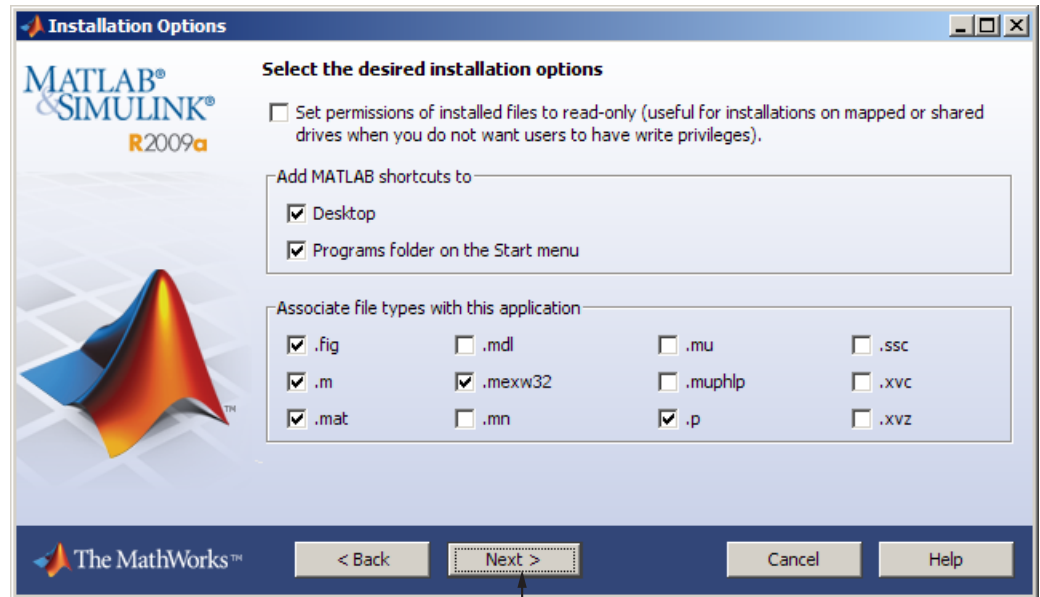 Installation Options
MATLAB®
&SIMULINK®
R2009a
Select the desired installation options
Set permissions of installed files to read-only (useful for installations on mapped or shared
drives when you do not want users to have write privileges).
Add MATLAB shortcuts to
Desktop
Programs folder on the Start menu
Associate file types with this application
.fig .mdl .mu .ssc
.m .mexw32 .muphlp .xvc
.mat .mn .p .xvz
TM
The MathWorks™ < Back Next > Cancel Help